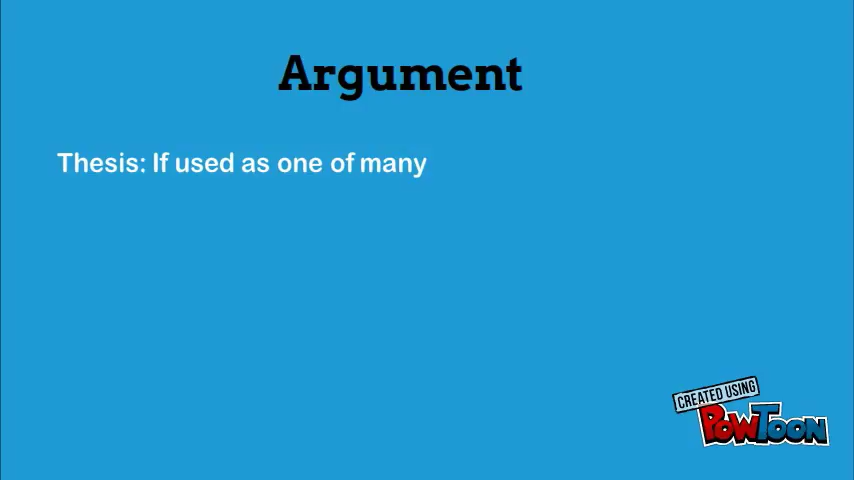 Argument
Thesis: If used as one of many
CREATED USING
POWTOON